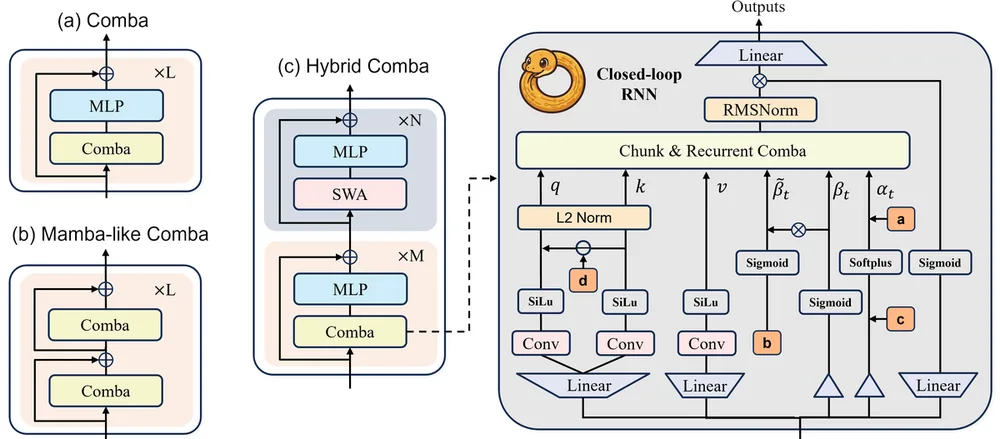 (a) Comba
×L
MLP
Comba
(b) Mamba-like Comba
×L
Comba
Comba
(c) Hybrid Comba
×N
MLP
SWA
×M
MLP
Comba
Outputs
Linear
Closed-loop
RNN
RMSNorm
Chunk & Recurrent Comba
q k v β̃ₜ βₜ αₜ
L2 Norm
a
d
Sigmoid Softplus Sigmoid
SiLu SiLu SiLu Sigmoid
c
Conv Conv Conv b
Linear Linear Linear